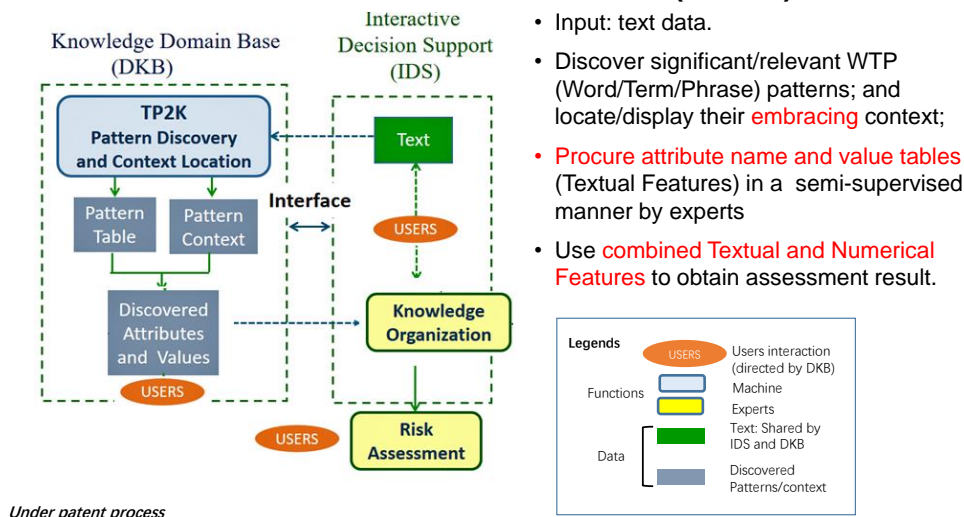 Knowledge Domain Base
(DKB)
Interactive
Decision Support
(IDS)
TP2K
Pattern Discovery
and Context Location
Text
Pattern
Table
Pattern
Context
Interface
USERS
Discovered
Attributes
and Values
USERS
Knowledge
Organization
USERS
Risk
Assessment
Under patent process
• Input: text data.
• Discover significant/relevant WTP
(Word/Term/Phrase) patterns; and
locate/display their embracing context;
• Procure attribute name and value tables
(Textual Features) in a semi-supervised
manner by experts
• Use combined Textual and Numerical
Features to obtain assessment result.
Legends
Functions
USERS
Users interaction
(directed by DKB)
Machine
Experts
Data
Text: Shared by
IDS and DKB
Discovered
Patterns/context